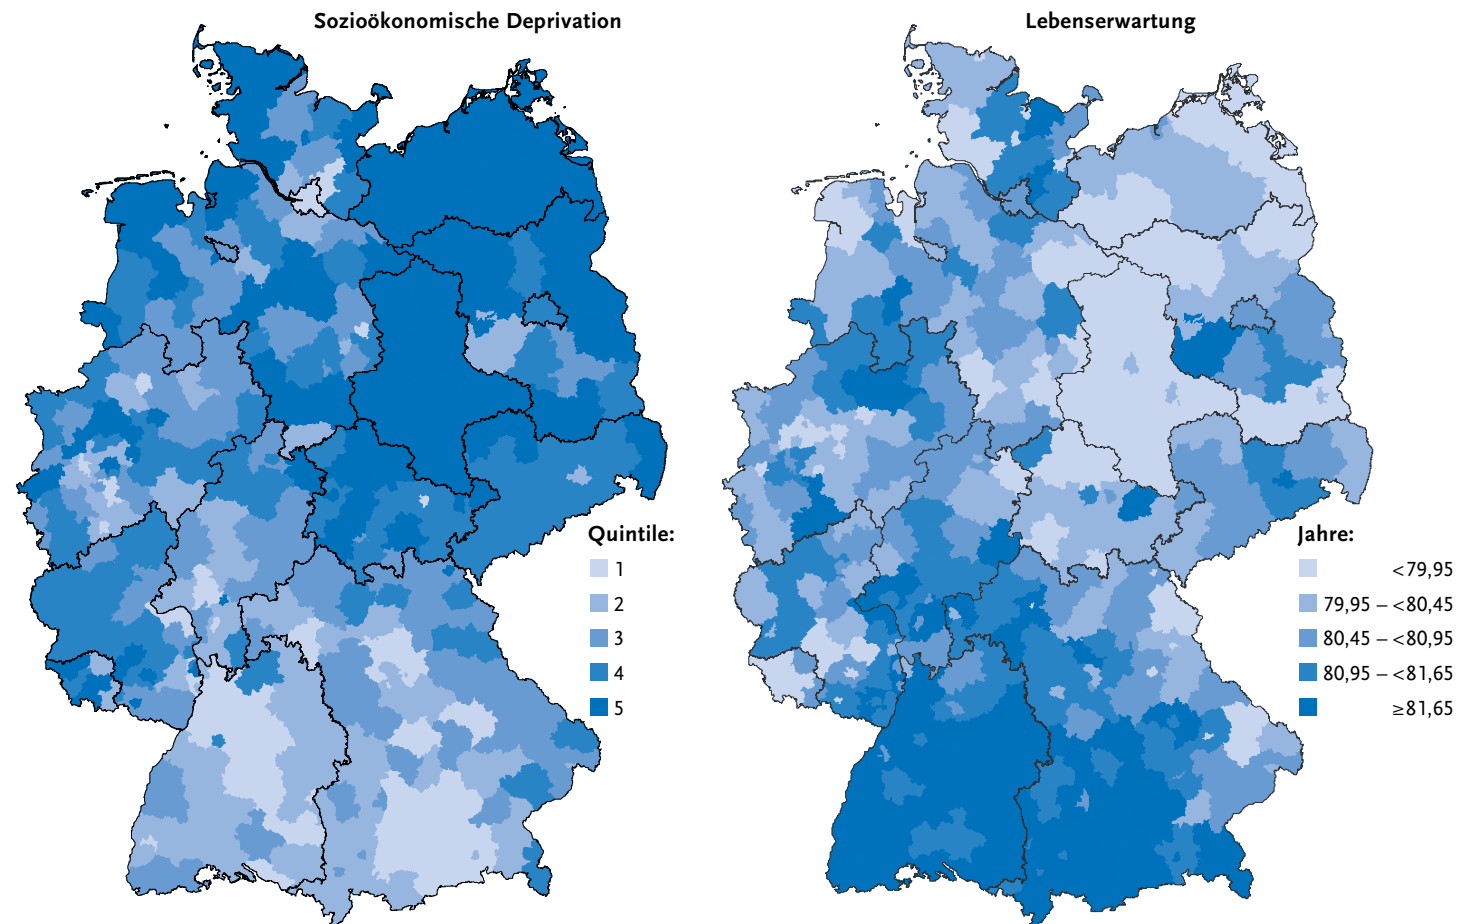 Sozioökonomische Deprivation
Quintile:
1
2
3
4
5
Lebenserwartung
Jahre:
<79,95
79,95 – <80,45
80,45 – <80,95
80,95 – <81,65
≥81,65